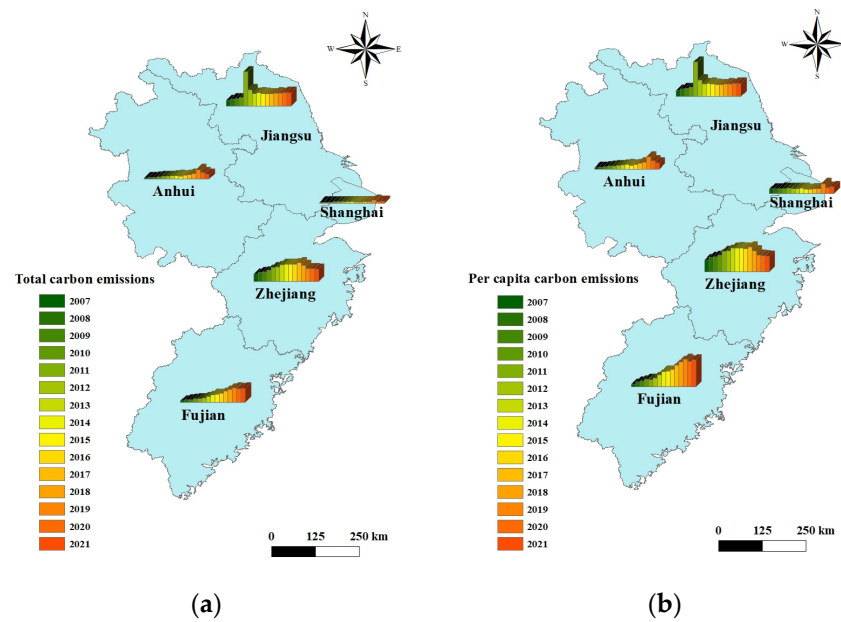 N
W E
S
Jiangsu
Anhui
Shanghai
Zhejiang
Fujian
Total carbon emissions
2007
2008
2009
2010
2011
2012
2013
2014
2015
2016
2017
2018
2019
2020
2021
0 125 250 km
(a)
N
W E
S
Jiangsu
Anhui
Shanghai
Zhejiang
Fujian
Per capita carbon emissions
2007
2008
2009
2010
2011
2012
2013
2014
2015
2016
2017
2018
2019
2020
2021
0 125 250 km
(b)